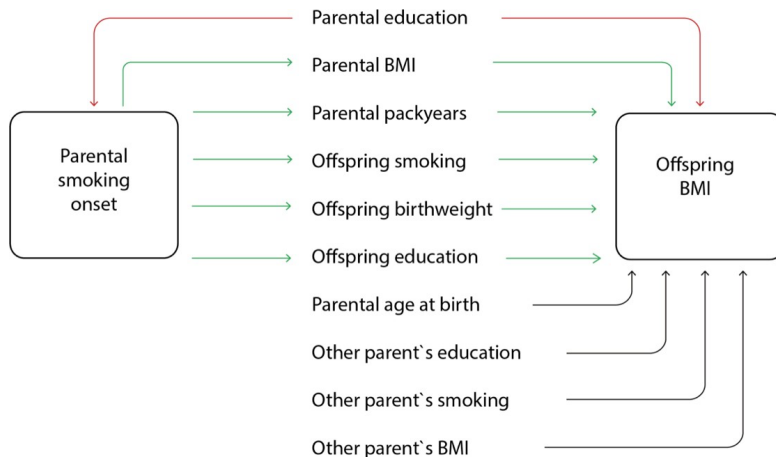 Parental education
Parental BMI
Parental packyears
Parental
smoking
onset
Offspring smoking
Offspring
BMI
Offspring birthweight
Offspring education
Parental age at birth
Other parent`s education
Other parent`s smoking
Other parent`s BMI